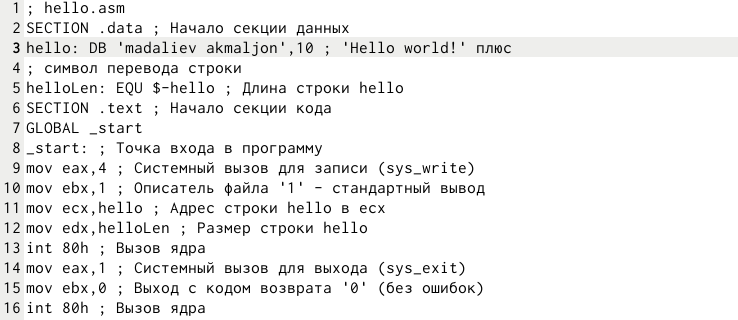 1 ; hello.asm
2 SECTION .data ; Начало секции данных
3 hello: DB 'madaliev akmaljon',10 ; 'Hello world!' плюс
4 ; символ перевода строки
5 helloLen: EQU $-hello ; Длина строки hello
6 SECTION .text ; Начало секции кода
7 GLOBAL _start
8 _start: ; Точка входа в программу
9 mov eax,4 ; Системный вызов для записи (sys_write)
10 mov ebx,1 ; Описатель файла '1' - стандартный вывод
11 mov ecx,hello ; Адрес строки hello в ecx
12 mov edx,helloLen ; Размер строки hello
13 int 80h ; Вызов ядра
14 mov eax,1 ; Системный вызов для выхода (sys_exit)
15 mov ebx,0 ; Выход с кодом возврата '0' (без ошибок)
16 int 80h ; Вызов ядра